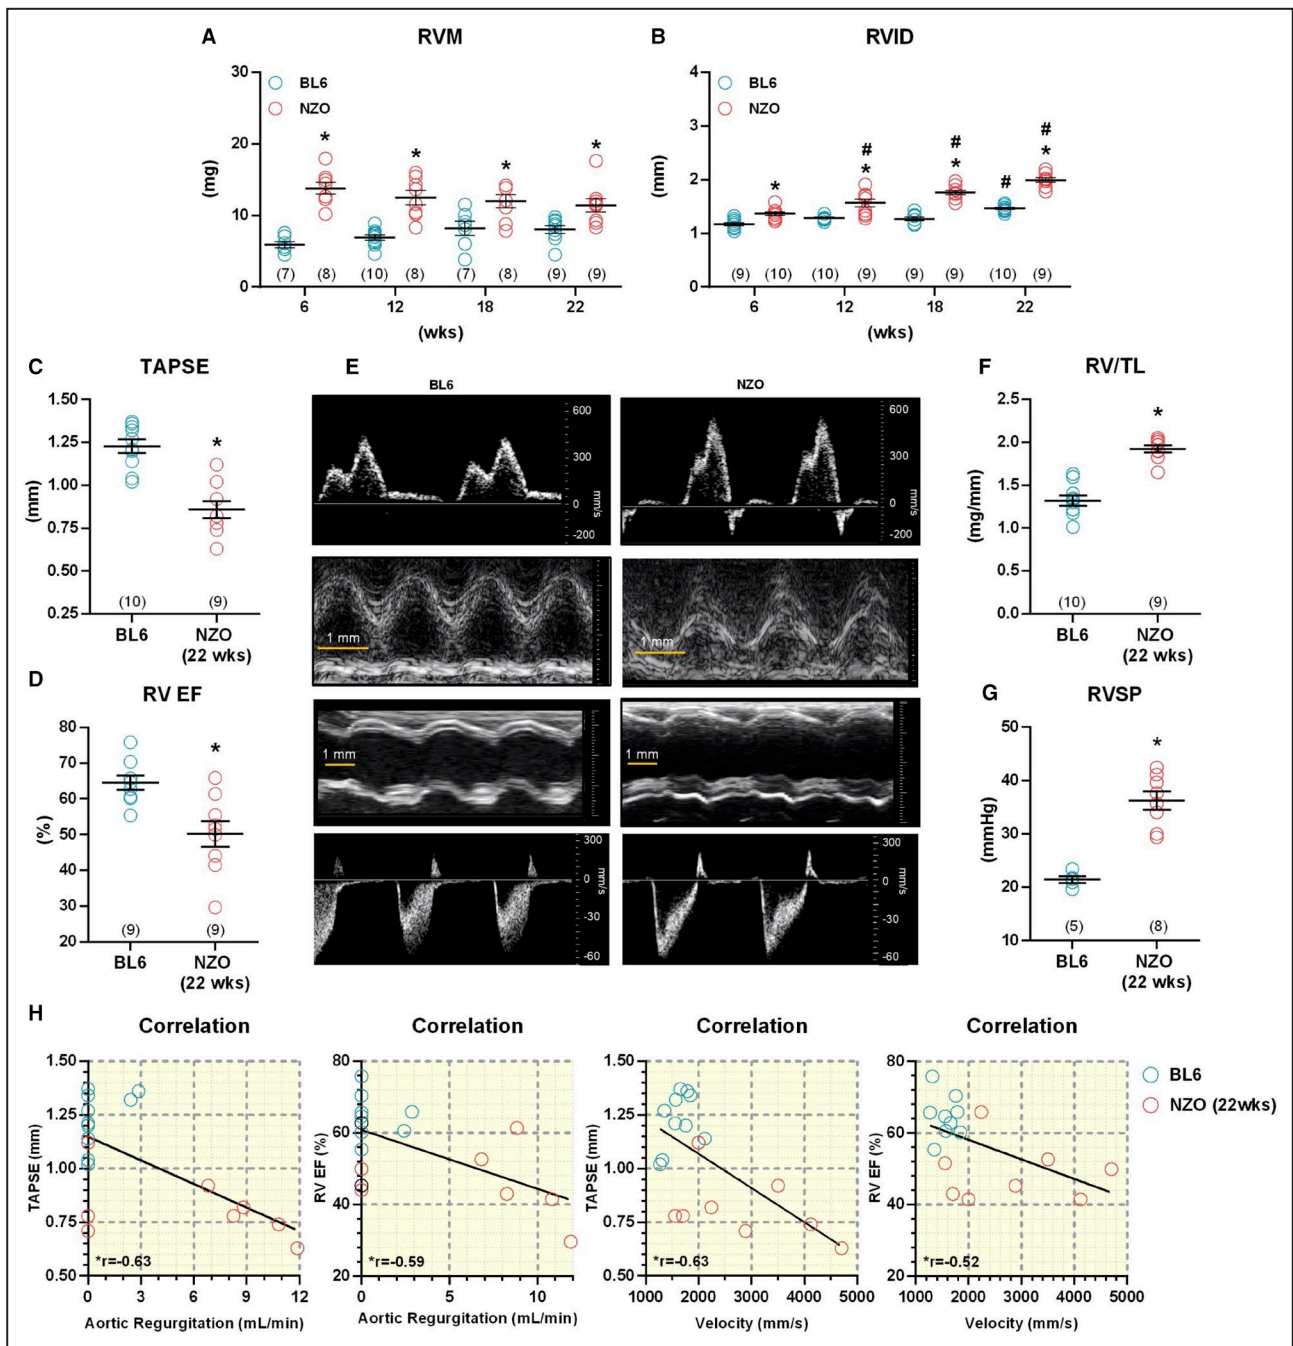 A RVM
30
20
10
0
(mg)
BL6
NZO
* * * *
(7) (8) (10) (8) (7) (8) (9) (9)
6 12 18 22
(wks)
B RVID
4
3
2
1
0
(mm)
BL6
NZO
# # #
* * * # *
(9) (10) (10) (9) (9) (9) (10) (9)
6 12 18 22
(wks)
C TAPSE
1.50
1.25
1.00
0.75
0.50
0.25
(mm)
*
(10) (9)
BL6 NZO
(22 wks)
D RV EF
80
70
60
50
40
30
20
(%)
*
(9) (9)
BL6 NZO
(22 wks)
E
BL6 NZO
600
300
0
-200
mm/s
600
300
0
-200
mm/s
1 mm
1 mm
1 mm
1 mm
300
0
-30
-60
mm/s
300
0
-30
-60
mm/s
F RV/TL
2.5
2.0
1.5
1.0
0.5
0.0
(mg/mm)
*
(10) (9)
BL6 NZO
(22 wks)
G RVSP
50
40
30
20
10
(mmHg)
*
(5) (8)
BL6 NZO
(22 wks)
H
Correlation
1.50
1.25
1.00
0.75
0.50
TAPSE (mm)
*r=-0.63
0 3 6 9 12
Aortic Regurgitation (mL/min)
Correlation
80
60
40
20
RV EF (%)
*r=-0.59
0 5 10
Aortic Regurgitation (mL/min)
Correlation
1.50
1.25
1.00
0.75
0.50
TAPSE (mm)
*r=-0.63
1000 2000 3000 4000 5000
Velocity (mm/s)
Correlation
80
60
40
20
RV EF (%)
*r=-0.52
1000 2000 3000 4000 5000
Velocity (mm/s)
BL6
NZO (22wks)